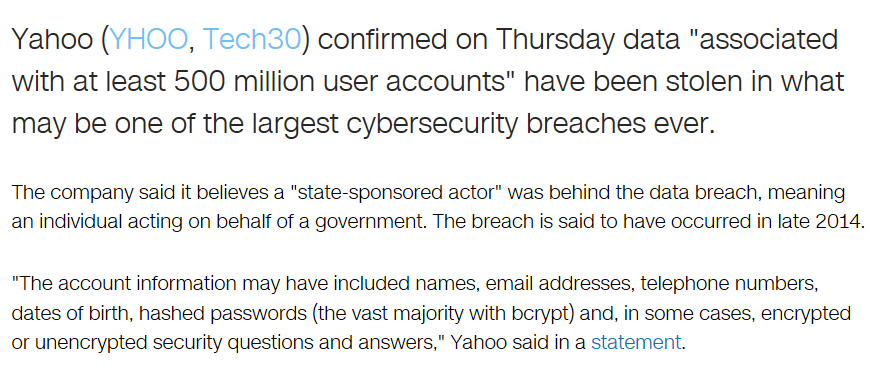 Yahoo (YHOO, Tech30) confirmed on Thursday data "associated
with at least 500 million user accounts" have been stolen in what
may be one of the largest cybersecurity breaches ever.
The company said it believes a "state-sponsored actor" was behind the data breach, meaning
an individual acting on behalf of a government. The breach is said to have occurred in late 2014.
"The account information may have included names, email addresses, telephone numbers,
dates of birth, hashed passwords (the vast majority with bcrypt) and, in some cases, encrypted
or unencrypted security questions and answers," Yahoo said in a statement.